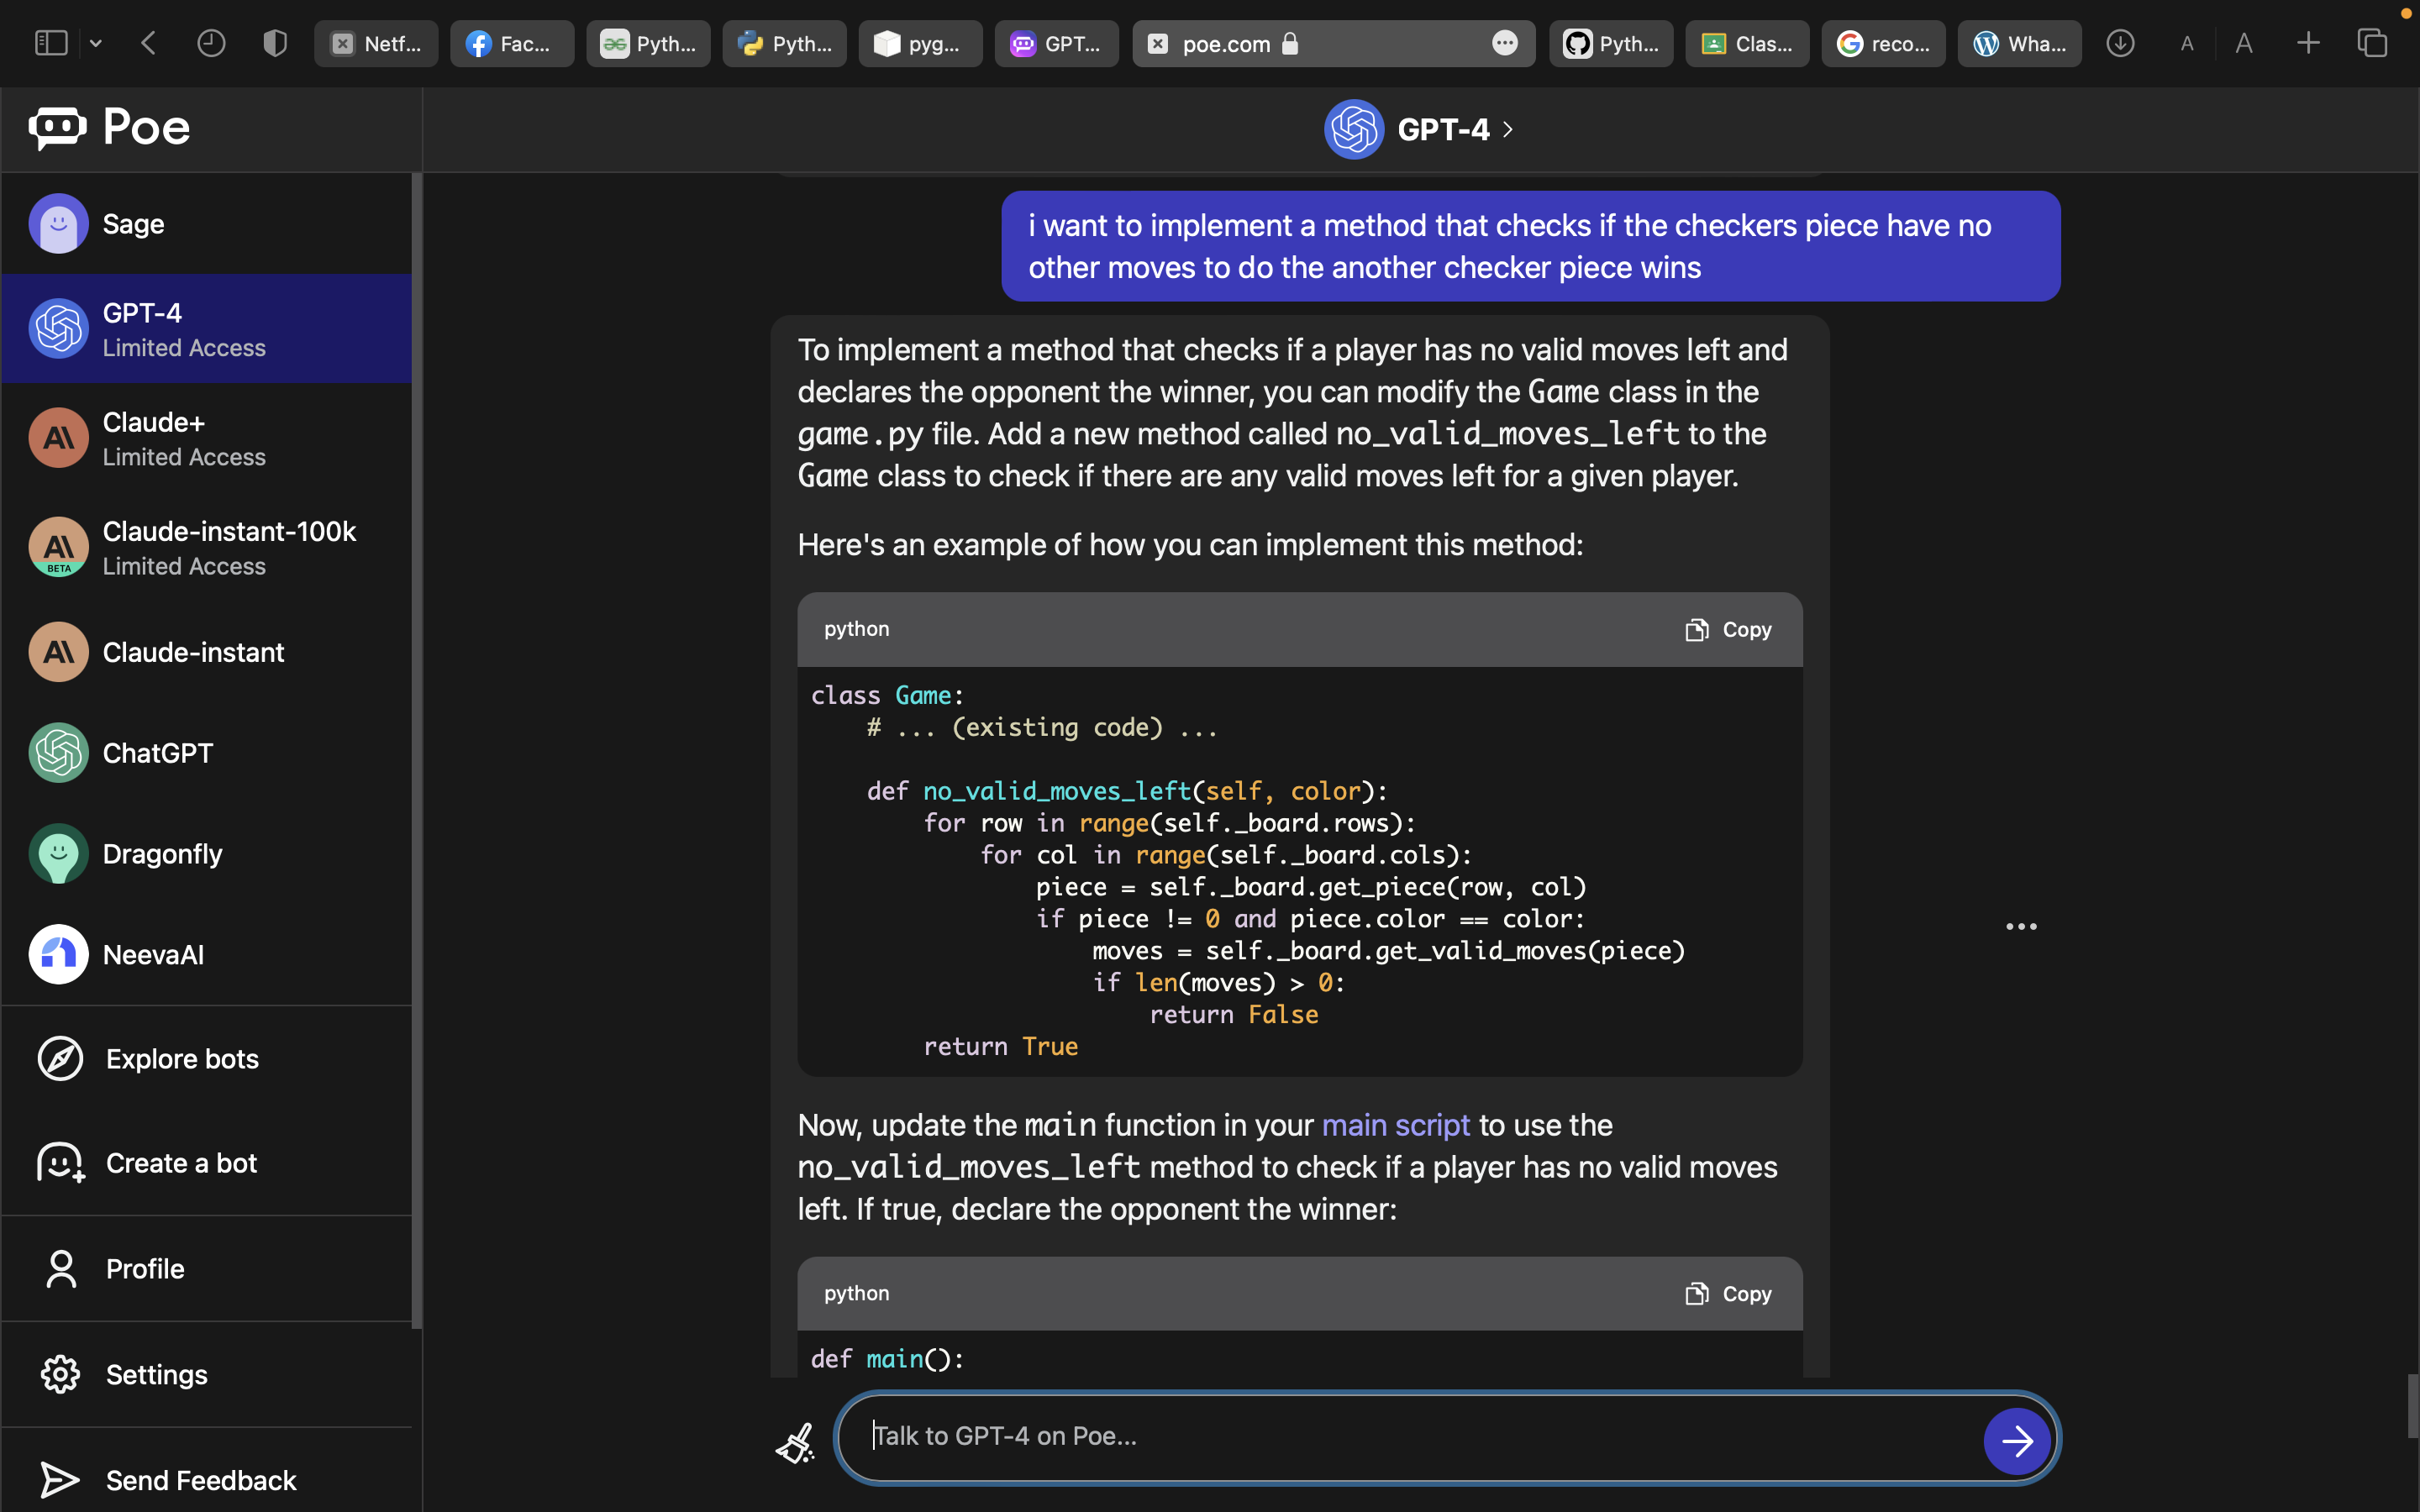 Netf...
Fac...
Pyth...
Pyth...
pyg...
GPT...
poe.com
Pyth...
Clas...
reco...
Wha...
A
A
Poe
GPT-4
Sage
GPT-4
Limited Access
Claude+
Limited Access
Claude-instant-100k
Limited Access
BETA
Claude-instant
ChatGPT
Dragonfly
NeevaAI
Explore bots
Create a bot
Profile
Settings
Send Feedback
i want to implement a method that checks if the checkers piece have no
other moves to do the another checker piece wins
To implement a method that checks if a player has no valid moves left and
declares the opponent the winner, you can modify the Game class in the
game.py file. Add a new method called no_valid_moves_left to the
Game class to check if there are any valid moves left for a given player.
Here's an example of how you can implement this method:
python
Copy
class Game:
    # ... (existing code) ...
    def no_valid_moves_left(self, color):
        for row in range(self._board.rows):
            for col in range(self._board.cols):
                piece = self._board.get_piece(row, col)
                if piece != 0 and piece.color == color:
                    moves = self._board.get_valid_moves(piece)
                    if len(moves) > 0:
                        return False
        return True
Now, update the main function in your main script to use the
no_valid_moves_left method to check if a player has no valid moves
left. If true, declare the opponent the winner:
python
Copy
def main():
Talk to GPT-4 on Poe...